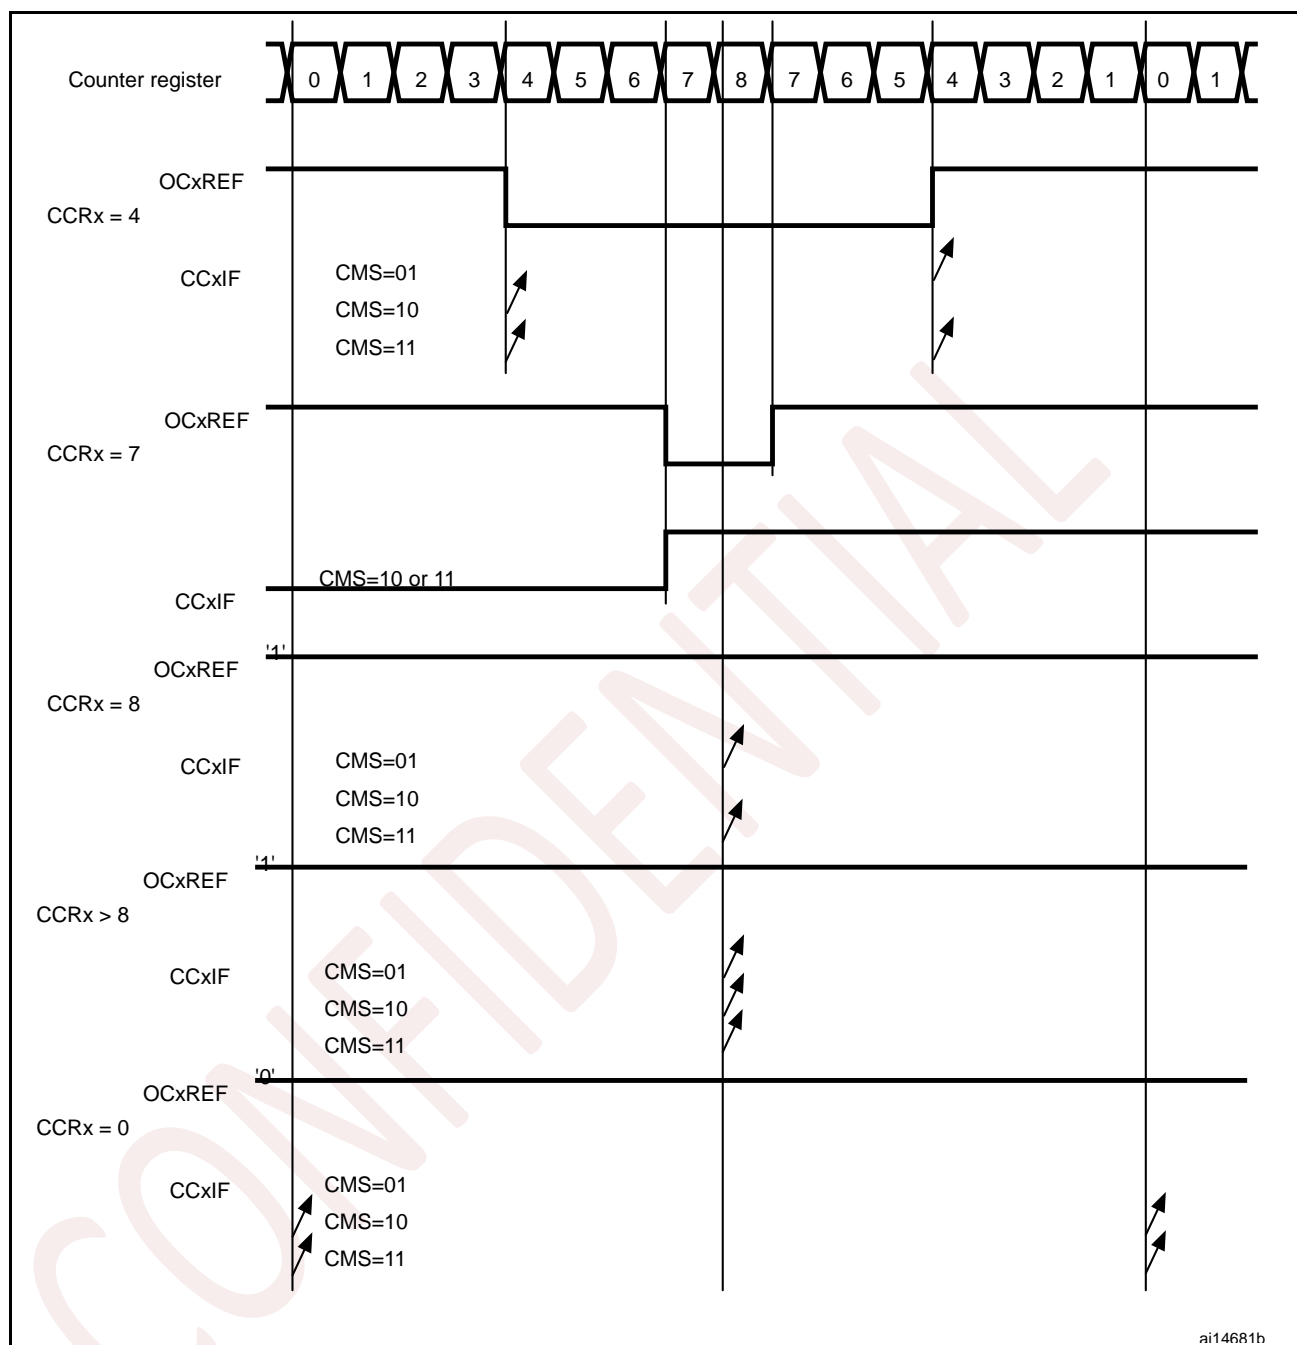 Counter register 0 1 2 3 4 5 6 7 8 7 6 5 4 3 2 1 0 1
OCxREF
CCRx = 4
CCxIF CMS=01
CMS=10
CMS=11
OCxREF
CCRx = 7
CMS=10 or 11
CCxIF
'1'
OCxREF
CCRx = 8
CCxIF CMS=01
CMS=10
CMS=11
'1'
OCxREF
CCRx > 8
CCxIF CMS=01
CMS=10
CMS=11
'0'
OCxREF
CCRx = 0
CCxIF CMS=01
CMS=10
CMS=11
ai14681b
CONFIDENTIAL